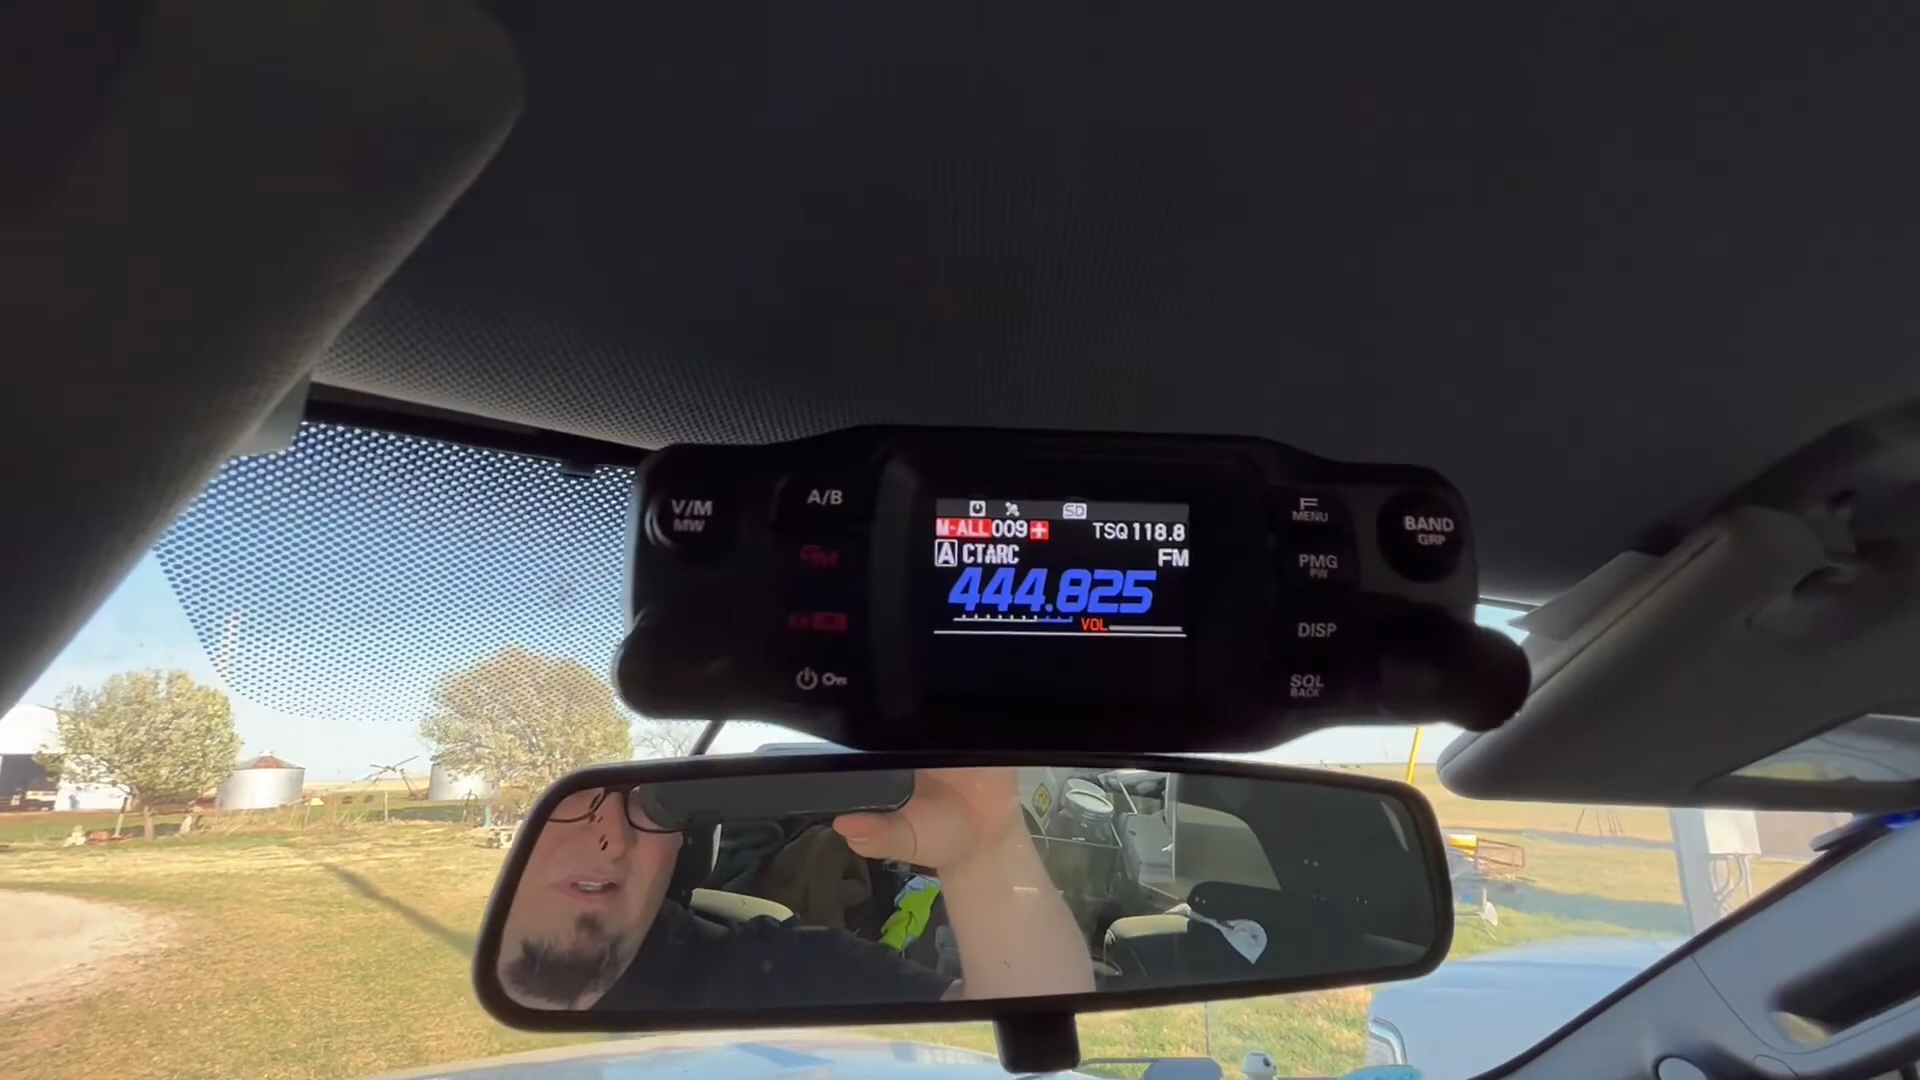 V/M
MW
A/B
SD
M-ALL 009 + TSQ 118.8
A CTARC FM
444.825
VOL
F
MENU
BAND
GRP
PMG
PW
DISP
SQL
BACK